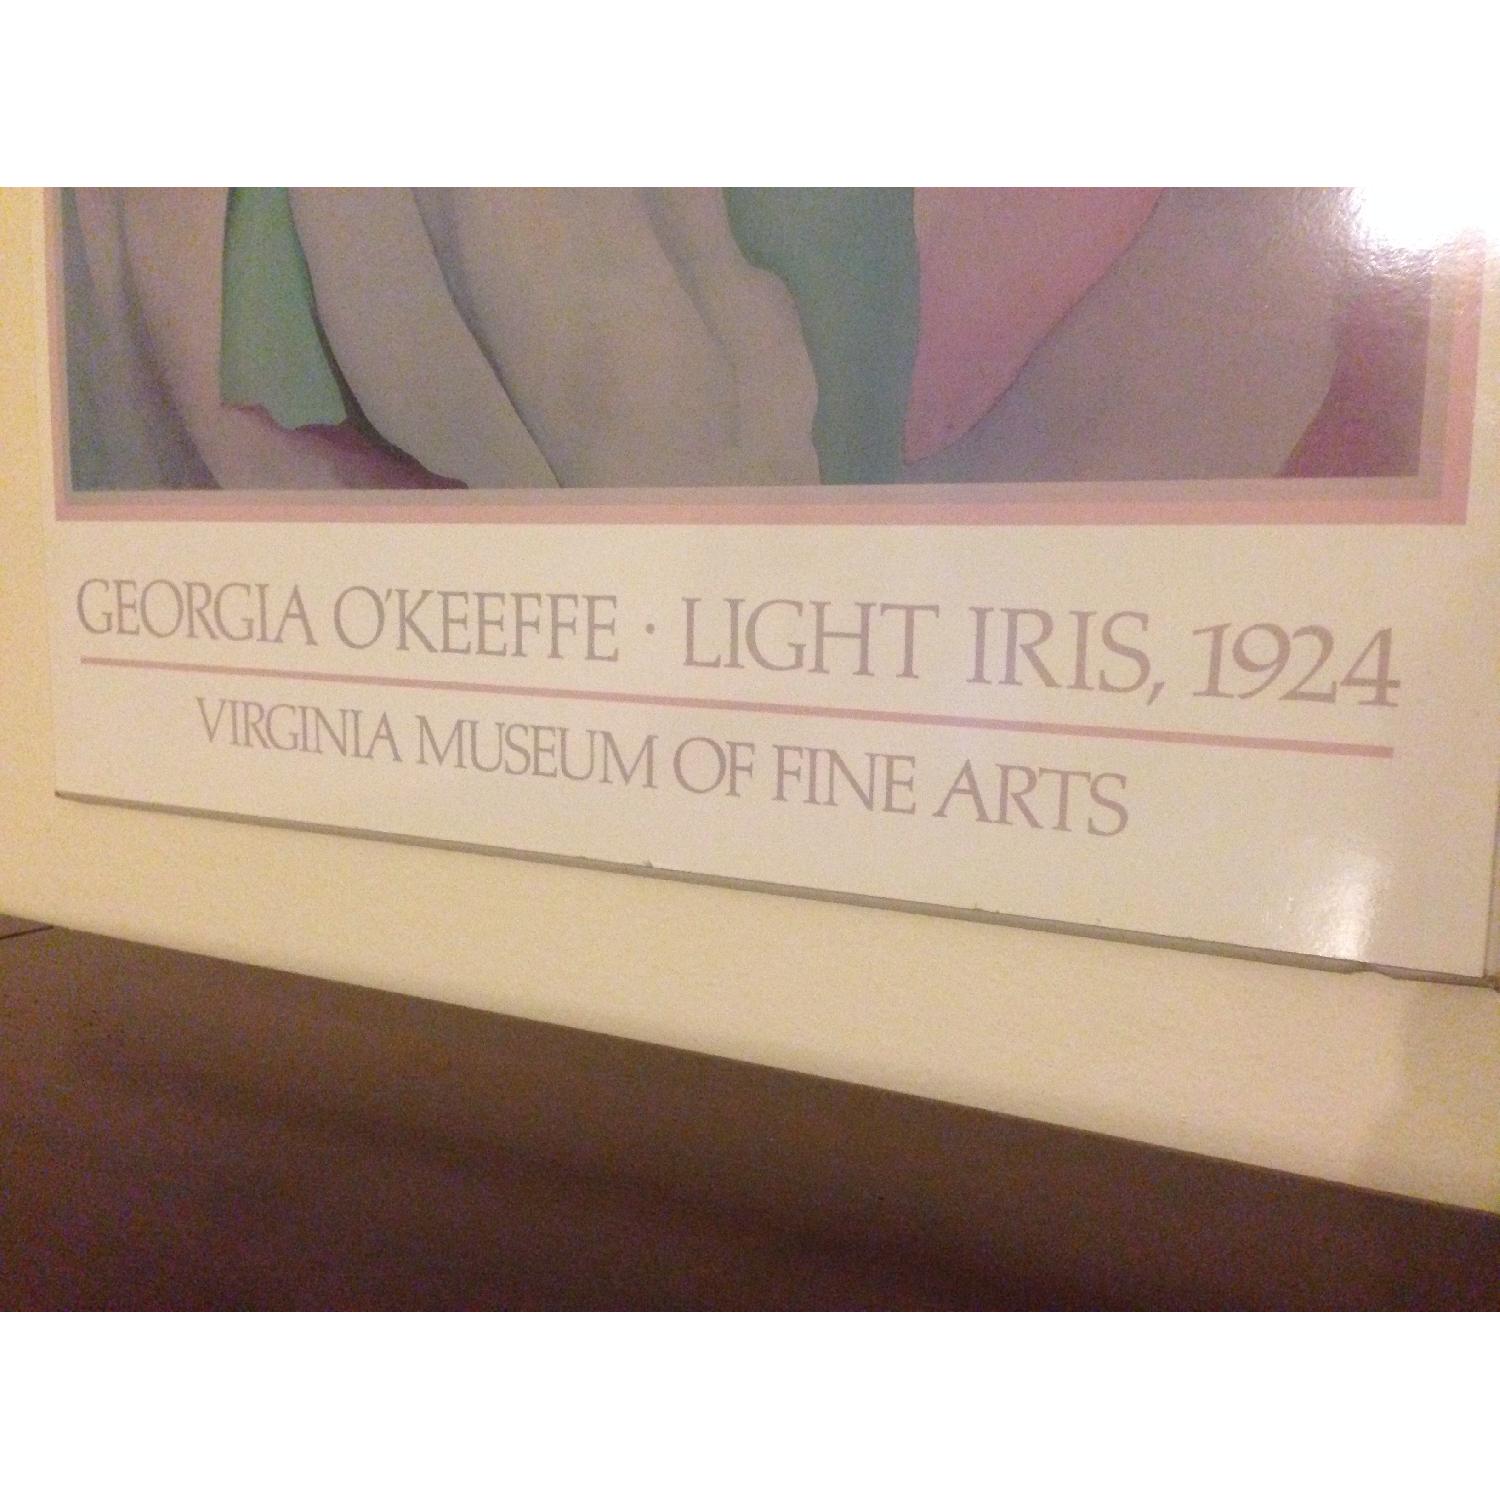 GEORGIA O'KEEFFE · LIGHT IRIS, 1924
VIRGINIA MUSEUM OF FINE ARTS